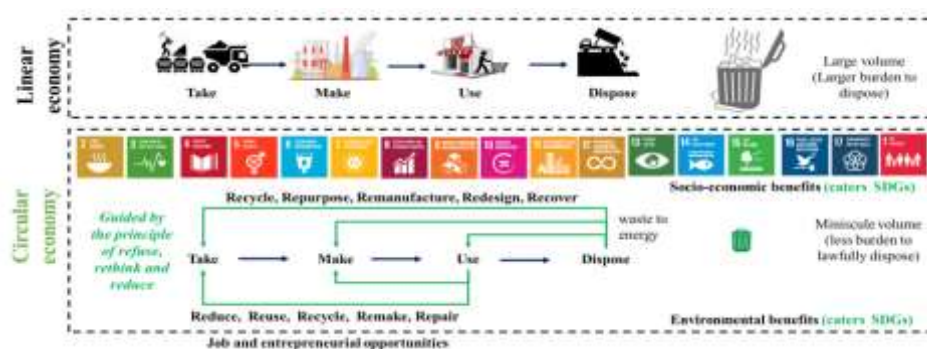 Linear
economy
Take
Make
Use
Dispose
Large volume
(Larger burden to
dispose)
Circular
economy
Socio-economic benefits (caters SDGs)
Recycle, Repurpose, Remanufacture, Redesign, Recover
Guided by
the principle
of refuse,
rethink and
reduce
waste to
energy
Take
Make
Use
Dispose
Miniscule volume
(less burden to
lawfully dispose)
Reduce, Reuse, Recycle, Remake, Repair
Environmental benefits (caters SDGs)
Job and entrepreneurial opportunities